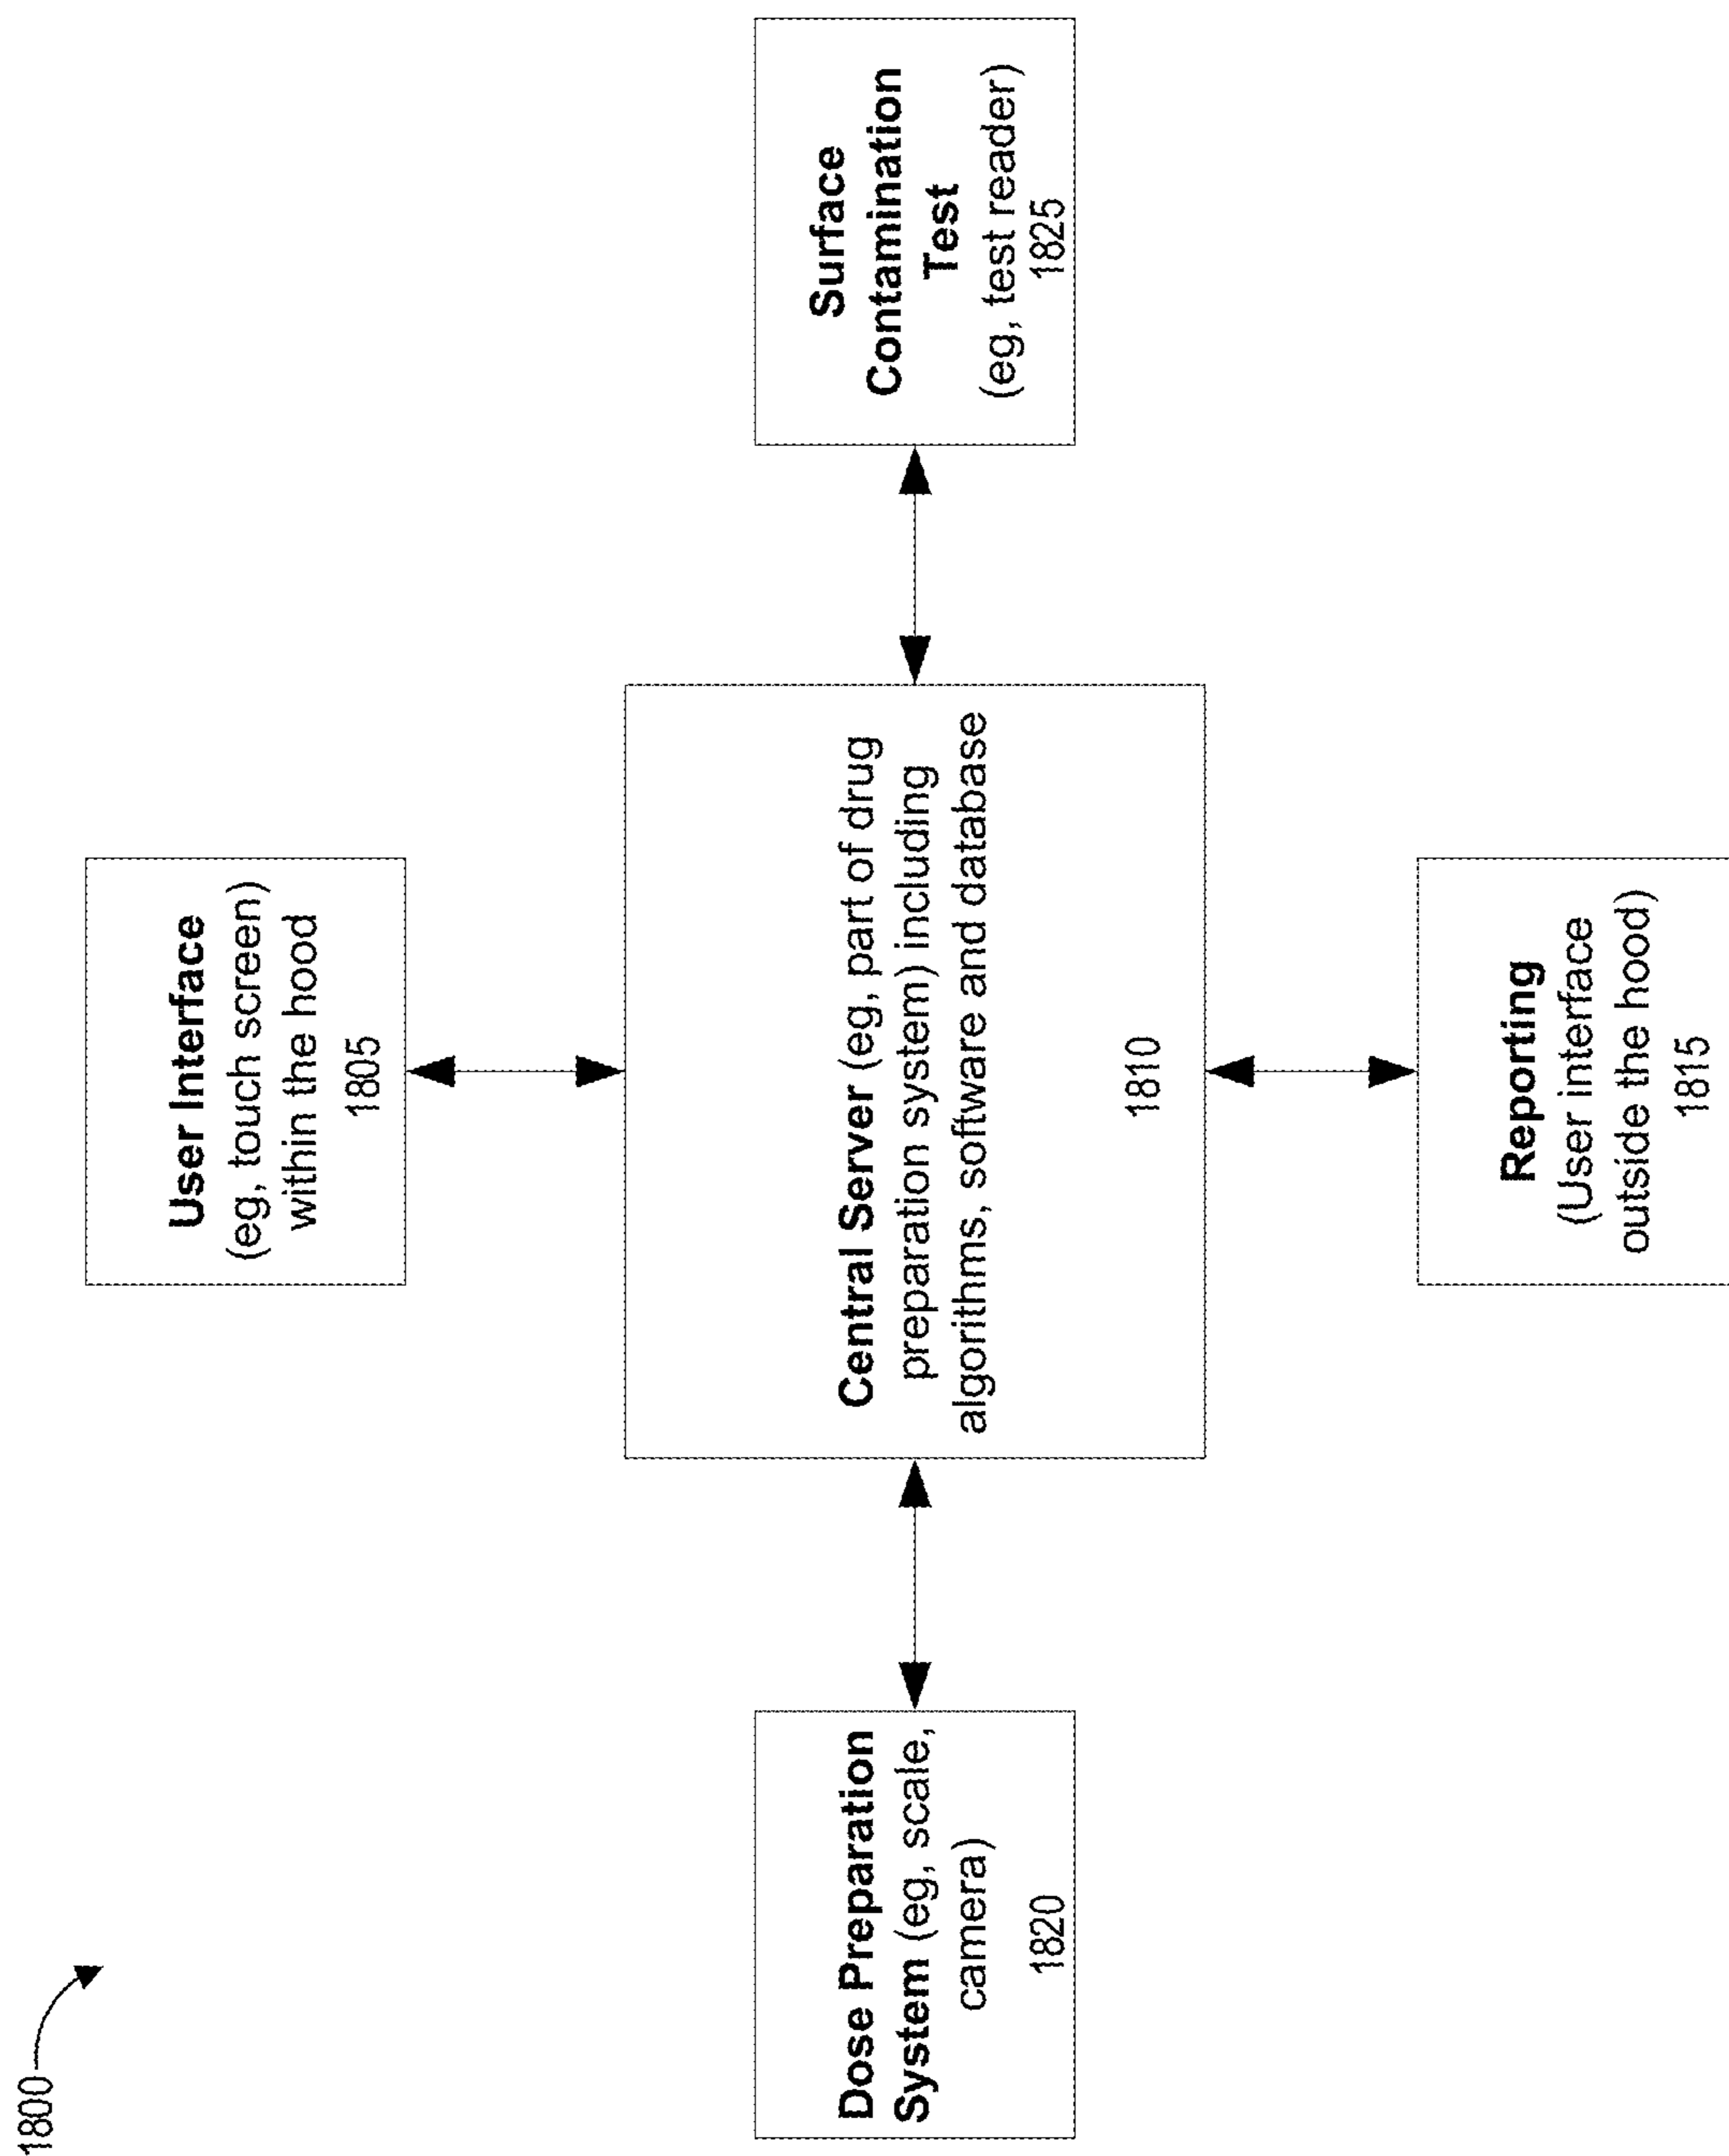 1800
User Interface
(eg, touch screen)
within the hood
1805
Dose Preparation
System (eg, scale,
camera)
1820
Central Server (eg, part of drug
preparation system) including
algorithms, software and database
1810
Surface
Contamination
Test
(eg, test reader)
1825
Reporting
(User interface
outside the hood)
1815